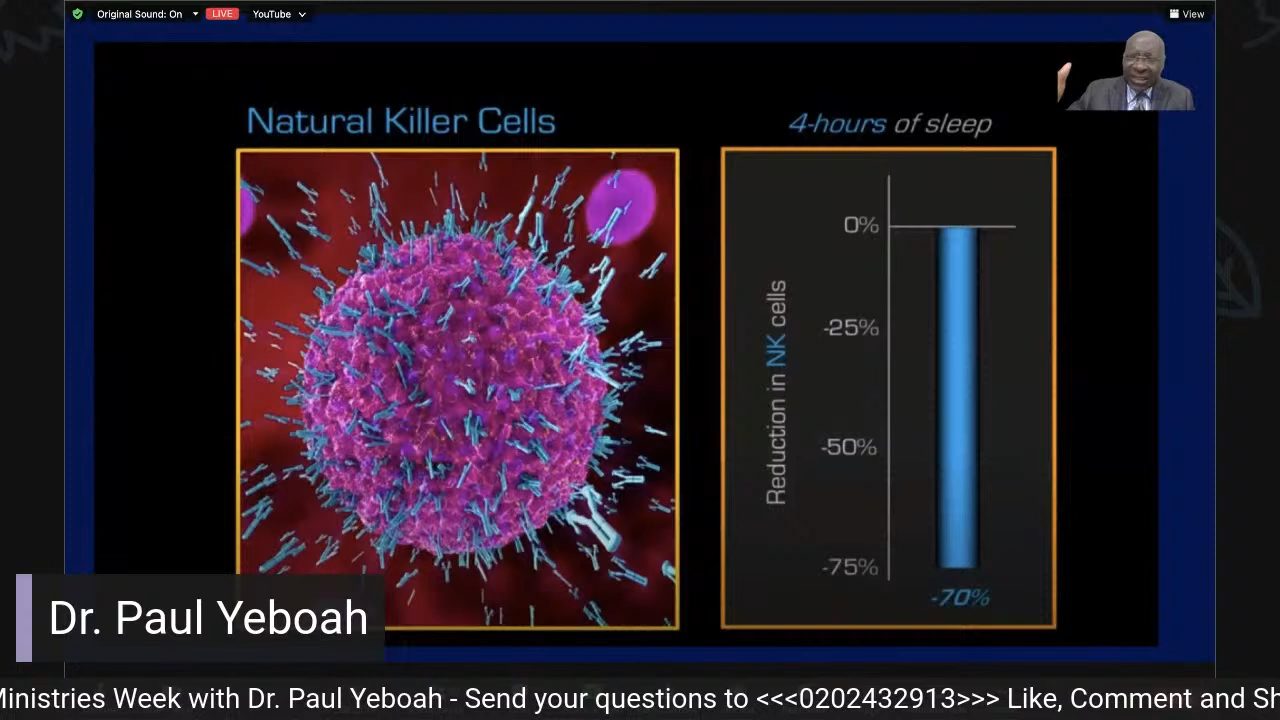 Original Sound: On
LIVE
YouTube
View
Natural Killer Cells
4-hours of sleep
Reduction in NK cells
0%
-25%
-50%
-75%
-70%
Dr. Paul Yeboah
Ministries Week with Dr. Paul Yeboah - Send your questions to <<<0202432913>>> Like, Comment and Sh